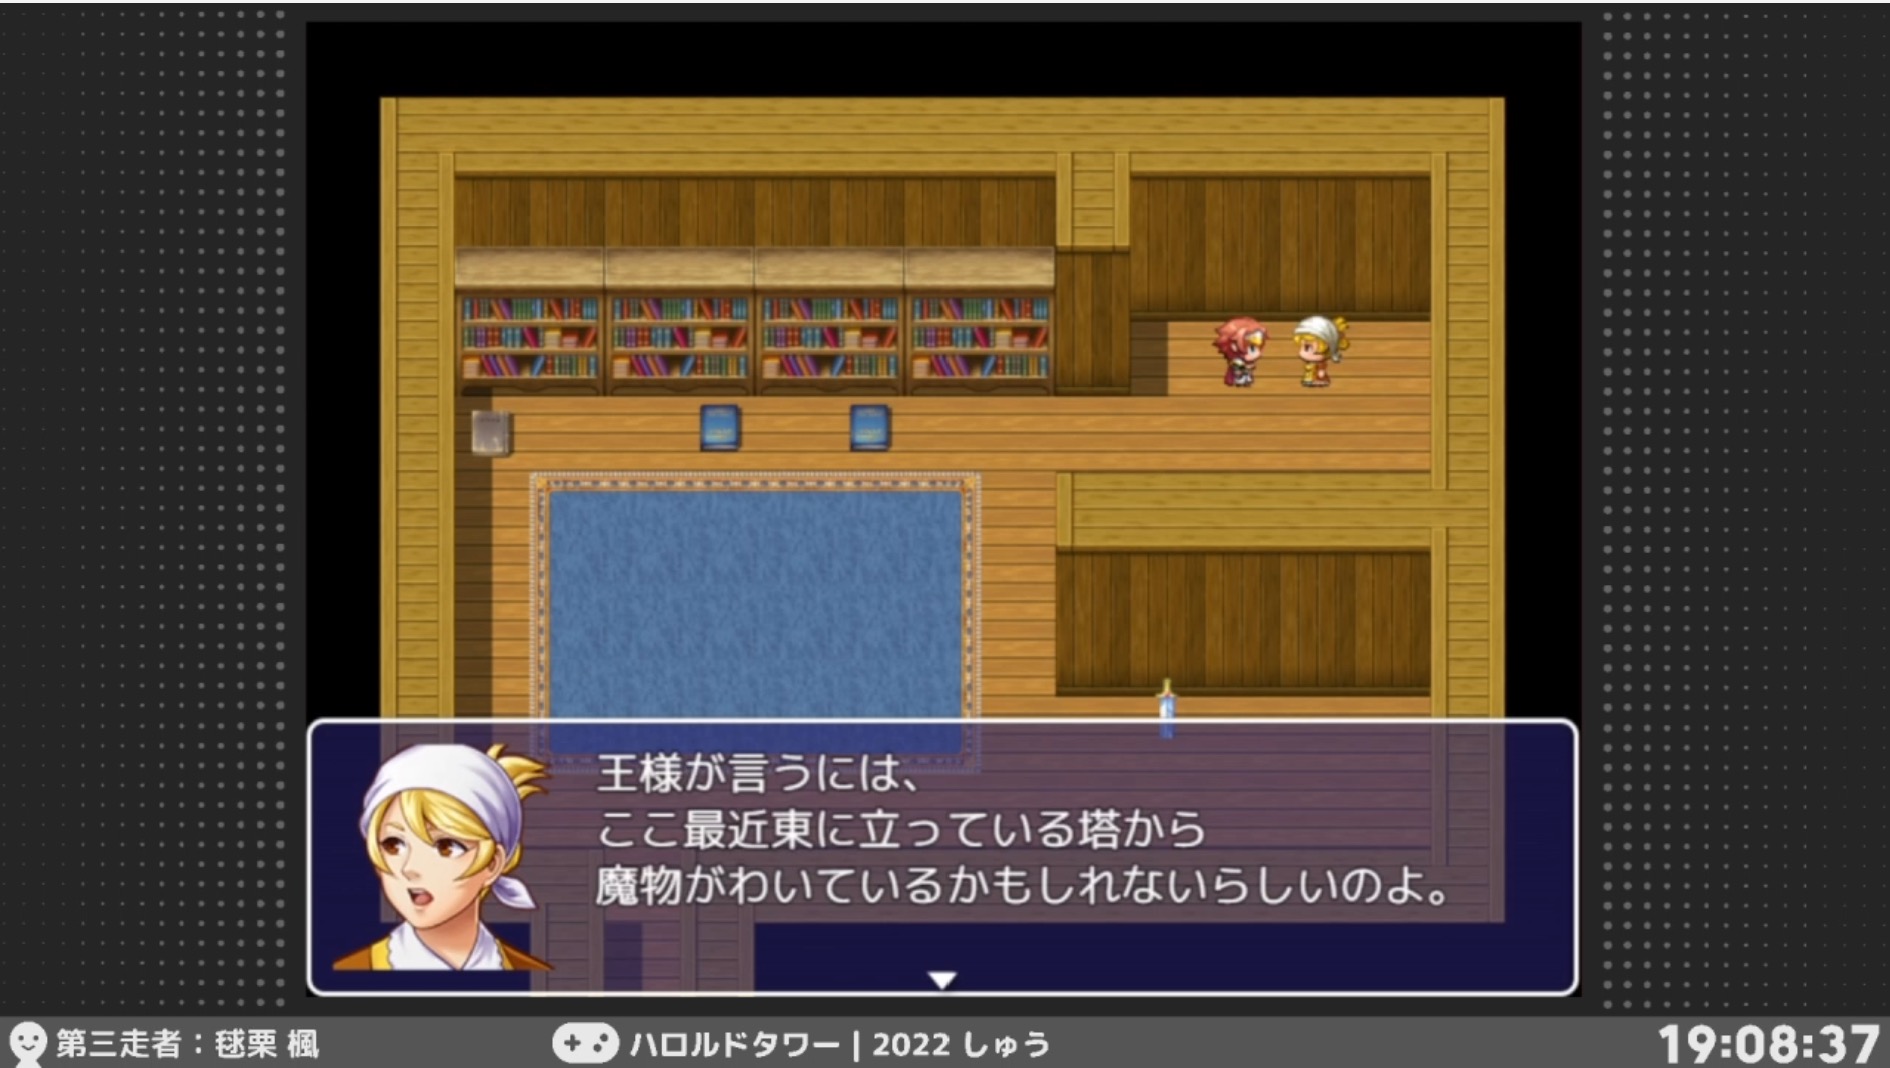 王様が言うには、
ここ最近東に立っている塔から
魔物がわいているかもしれないらしいのよ。
第三走者：毬栗 楓
ハロルドタワー | 2022 しゅう
19:08:37